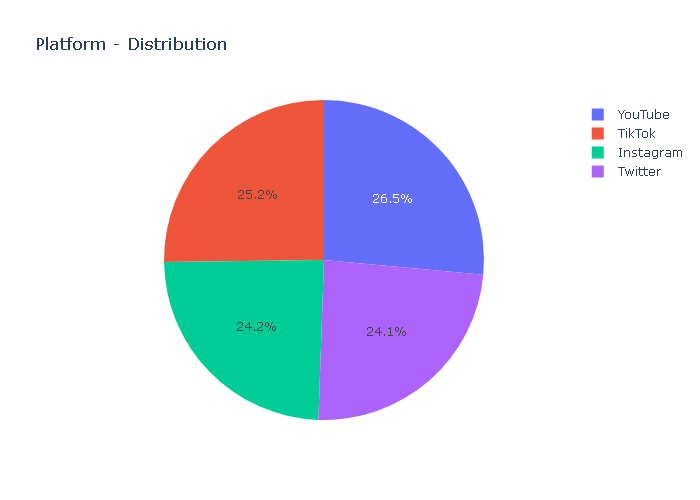 Platform - Distribution
YouTube
TikTok
Instagram
Twitter
25.2%
26.5%
24.2%
24.1%